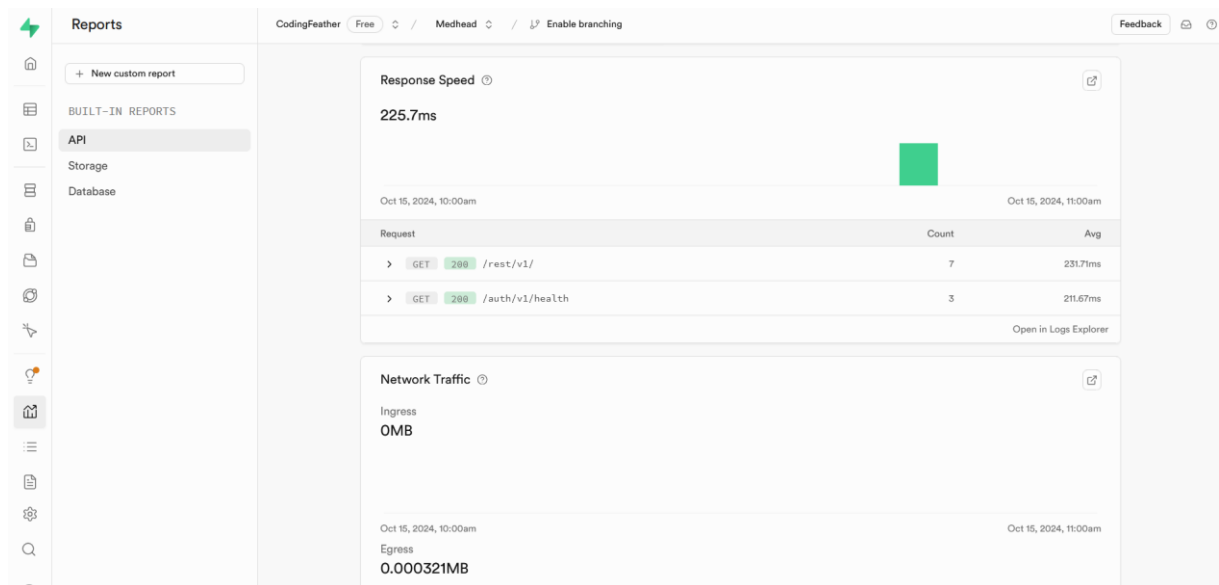 Reports
CodingFeather Free / Medhead / Enable branching
Feedback
+ New custom report
BUILT-IN REPORTS
API
Storage
Database
Response Speed
225.7ms
Oct 15, 2024, 10:00am Oct 15, 2024, 11:00am
Request Count Avg
GET 200 /rest/v1/ 7 231.71ms
GET 200 /auth/v1/health 3 211.67ms
Open in Logs Explorer
Network Traffic
Ingress
0MB
Oct 15, 2024, 10:00am Oct 15, 2024, 11:00am
Egress
0.000321MB